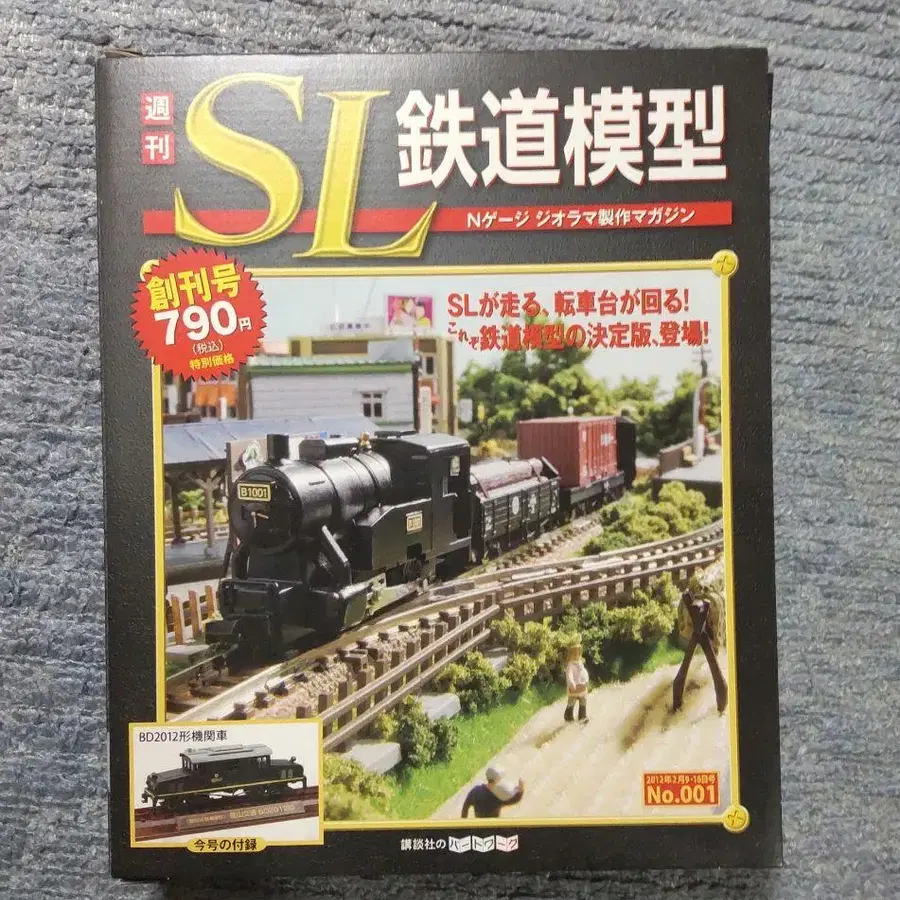 週刊
SL
鉄道模型
Nゲージ ジオラマ製作マガジン
創刊号
790円
(税込)
特別価格
SLが走る、転車台が回る!
これぞ鉄道模型の決定版、登場!
B1001
BD2012形機関車
今号の付録
2012年2月9・16日号
No.001
講談社のパートワーク